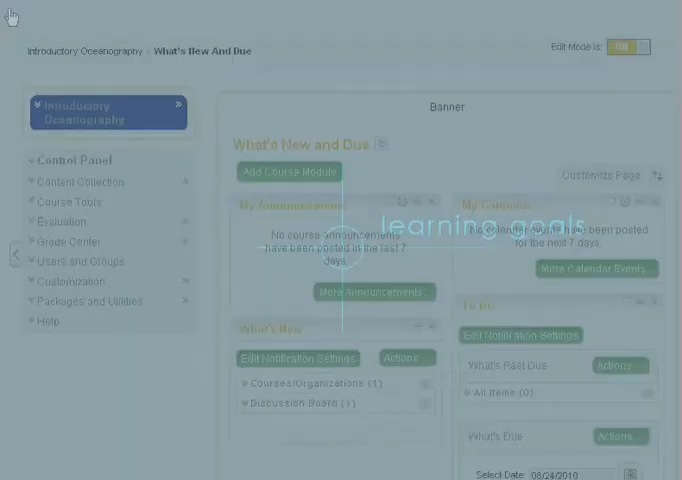 Introductory Oceanography > What's New And Due
Edit Mode is:
Introductory
Oceanography
Banner
What's New and Due
Control Panel
Content Collection
Course Tools
Evaluation
Grade Center
Users and Groups
Customization
Packages and Utilities
Help
Add Course Module
Customize Page
My Announcements
No course announcements
have been posted in the last 7
days.
More Announcements...
My Calendar
No calendar events have been posted
for the next 7 days.
More Calendar Events...
learning goals
What's New
Edit Notification Settings
Actions
Courses/Organizations (1)
Discussion Board (1)
To Do
Edit Notification Settings
What's Past Due
Actions
All Items (0)
What's Due
Actions
Select Date: 08/24/2010